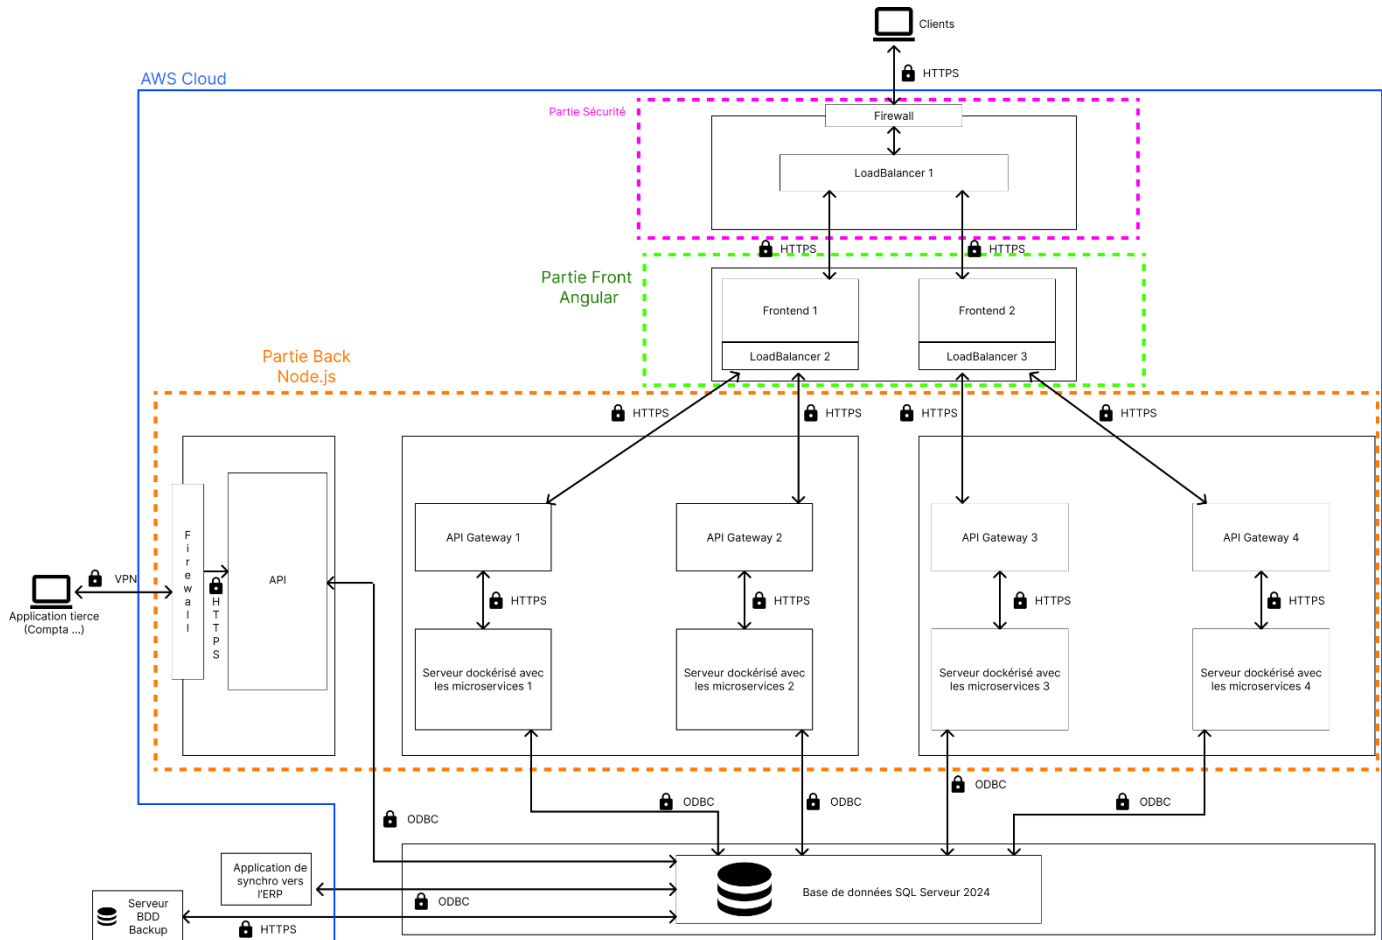 Clients
HTTPS
AWS Cloud
Partie Sécurité
Firewall
LoadBalancer 1
HTTPS
HTTPS
Partie Front
Angular
Frontend 1
Frontend 2
LoadBalancer 2
LoadBalancer 3
Partie Back
Node.js
HTTPS
HTTPS
HTTPS
HTTPS
Firewall
API
API Gateway 1
API Gateway 2
API Gateway 3
API Gateway 4
VPN
HTTPS
HTTPS
HTTPS
HTTPS
HTTPS
Application tierce
(Compta ...)
Serveur dockérisé avec
les microservices 1
Serveur dockérisé avec
les microservices 2
Serveur dockérisé avec
les microservices 3
Serveur dockérisé avec
les microservices 4
ODBC
ODBC
ODBC
ODBC
ODBC
Application de
synchro vers
l'ERP
Base de données SQL Serveur 2024
ODBC
Serveur
BDD
Backup
HTTPS